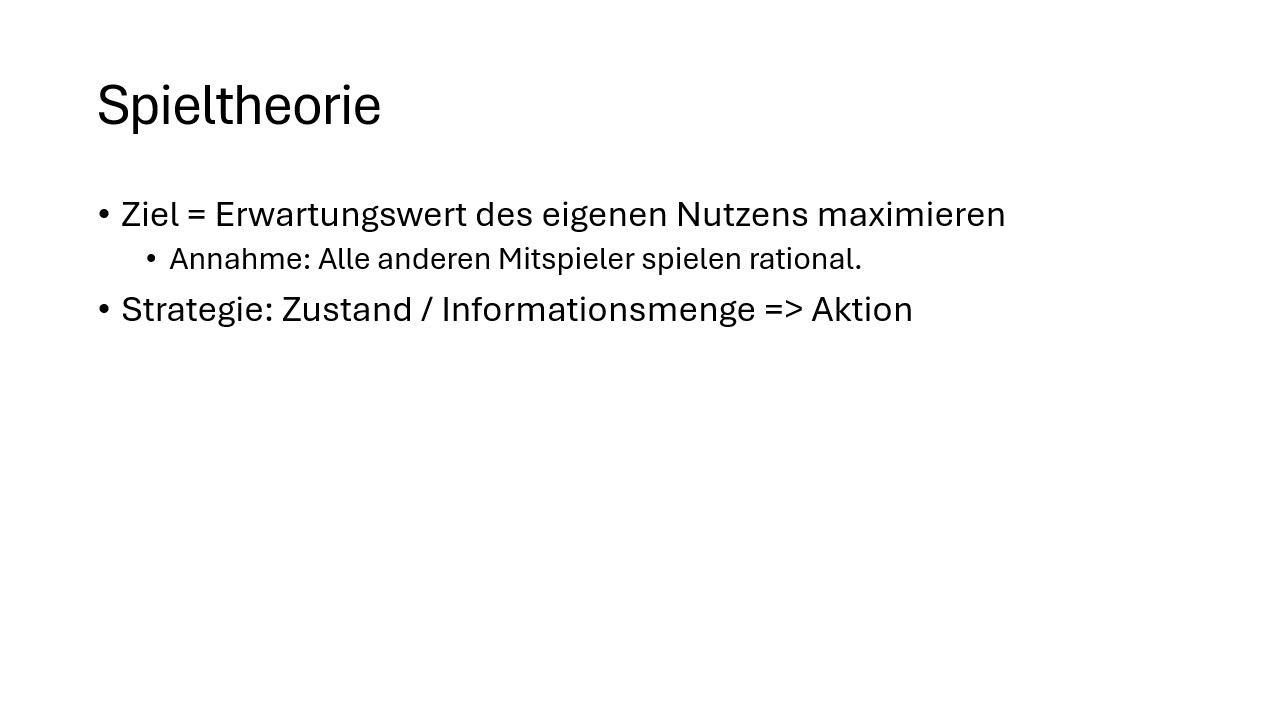 Spieltheorie
• Ziel = Erwartungswert des eigenen Nutzens maximieren
• Annahme: Alle anderen Mitspieler spielen rational.
• Strategie: Zustand / Informationsmenge => Aktion